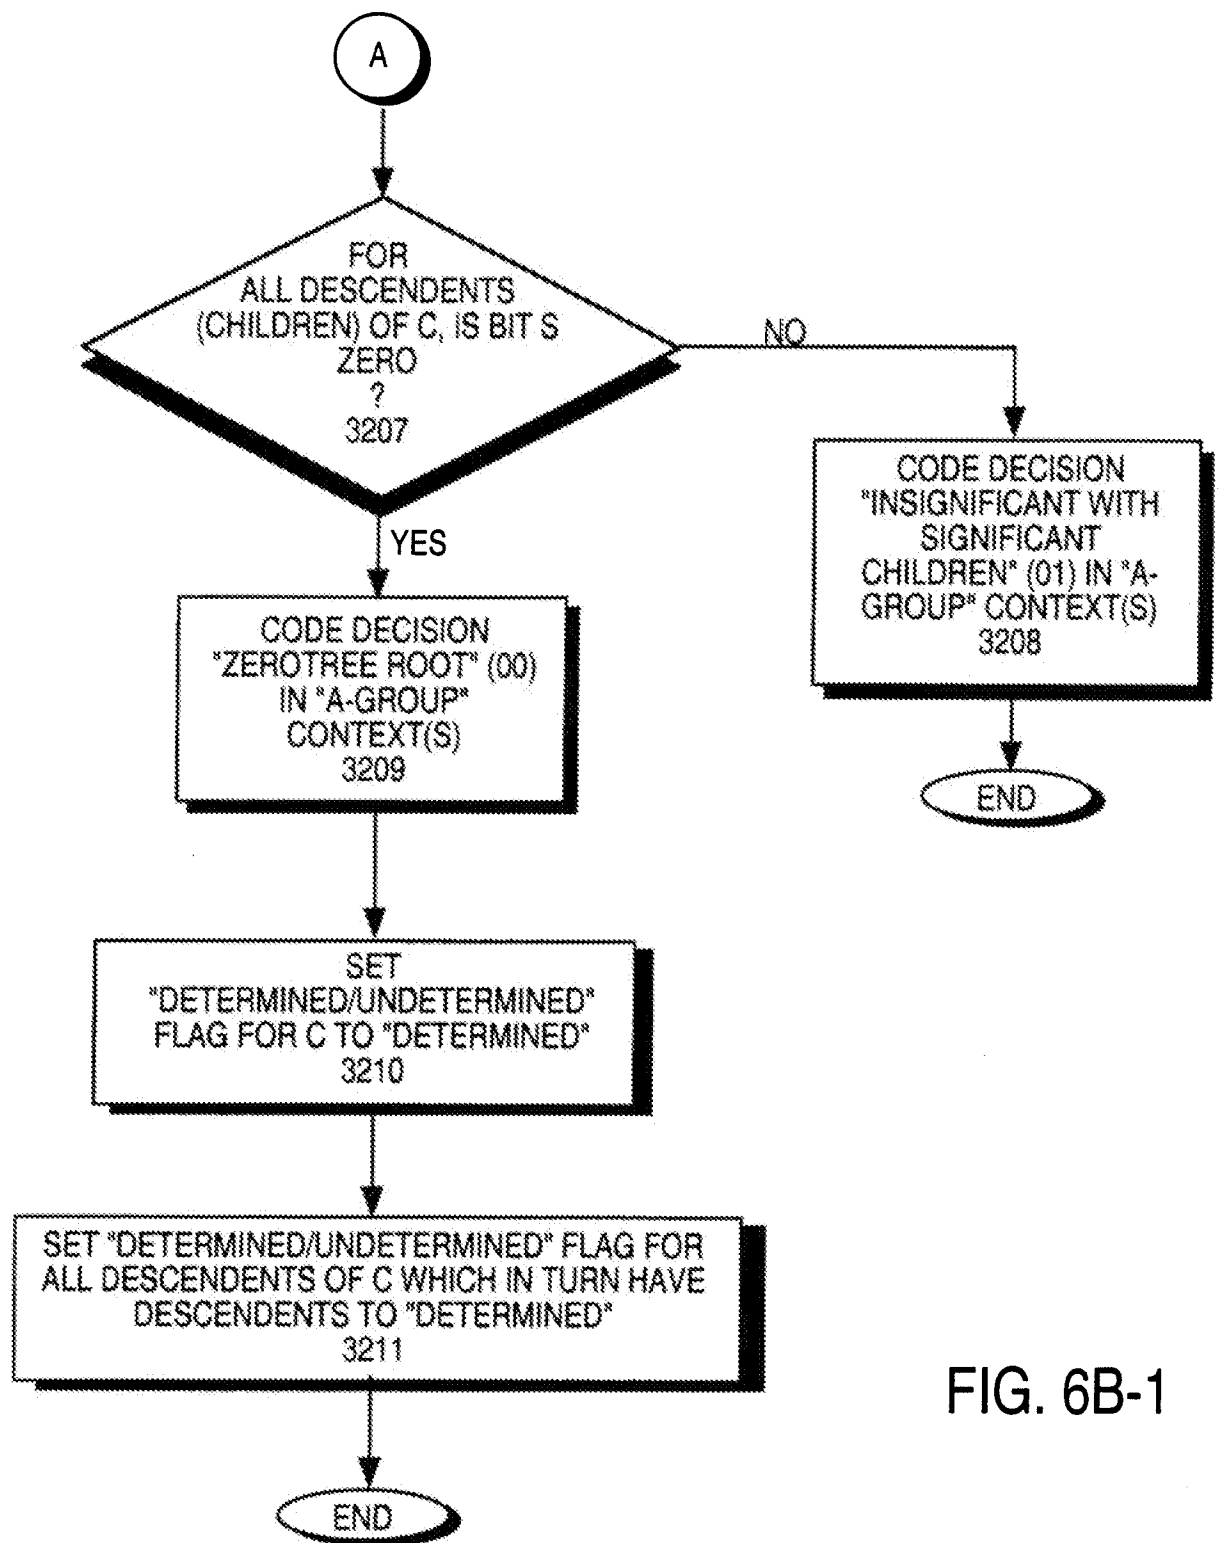 A
FOR
ALL DESCENDENTS
(CHILDREN) OF C, IS BIT S
ZERO
?
3207
NO
YES
CODE DECISION
"INSIGNIFICANT WITH
SIGNIFICANT
CHILDREN" (01) IN "A-
GROUP" CONTEXT(S)
3208
END
CODE DECISION
"ZEROTREE ROOT" (00)
IN "A-GROUP"
CONTEXT(S)
3209
SET
"DETERMINED/UNDETERMINED"
FLAG FOR C TO "DETERMINED"
3210
SET "DETERMINED/UNDETERMINED" FLAG FOR
ALL DESCENDENTS OF C WHICH IN TURN HAVE
DESCENDENTS TO "DETERMINED"
3211
END
FIG. 6B-1